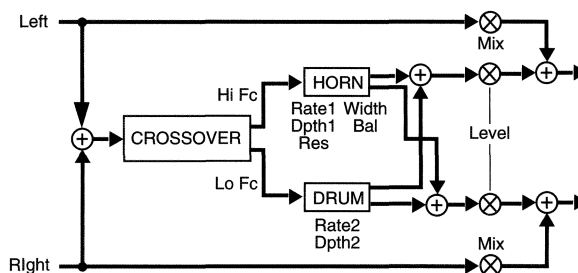 Left
Mix
Hi Fc
HORN
Rate1 Width
Dpth1 Bal
Res
CROSSOVER
Level
Lo Fc
DRUM
Rate2
Dpth2
RIght
Mix